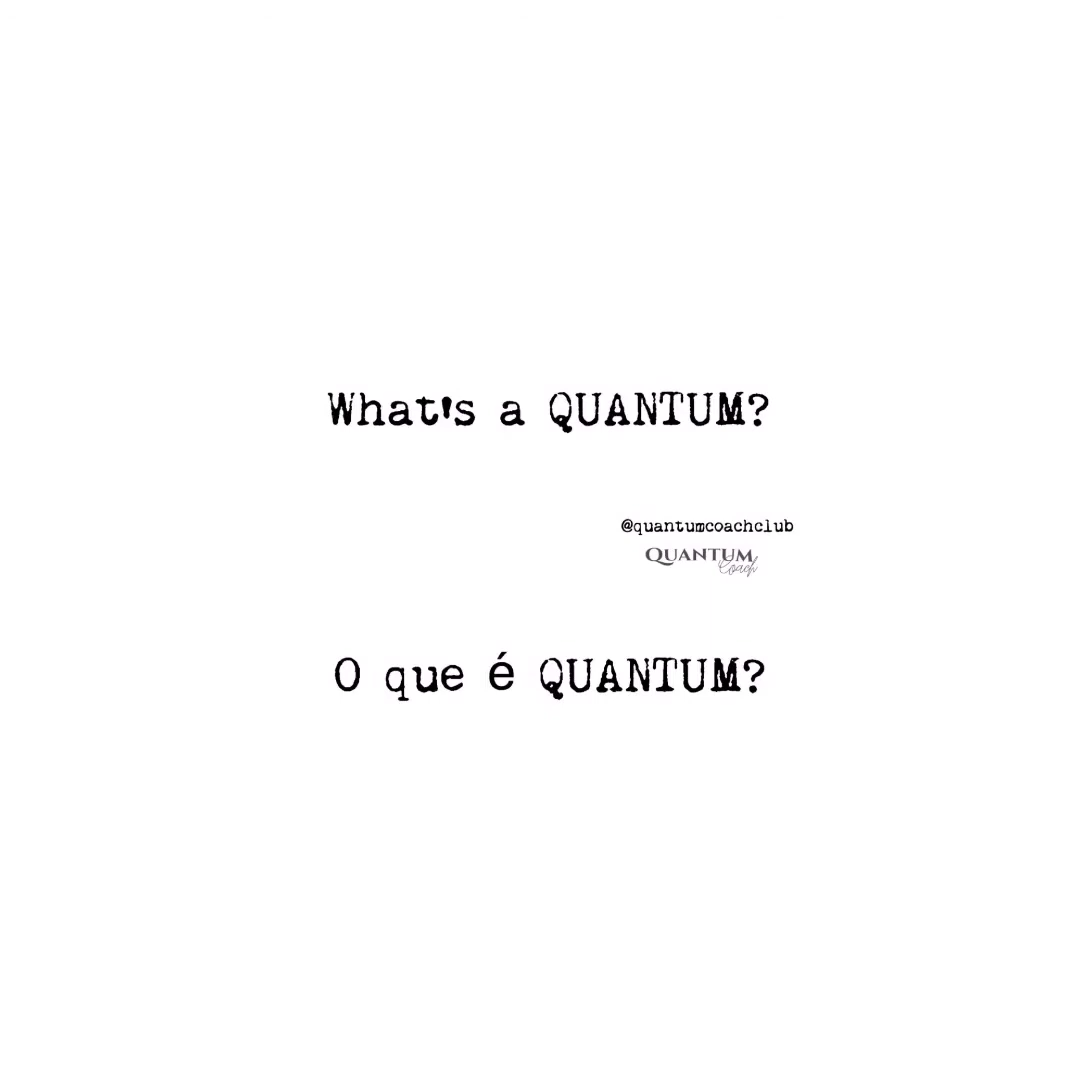 What's a QUANTUM?
@quantumcoachclub
QUANTUM
Coach
O que é QUANTUM?